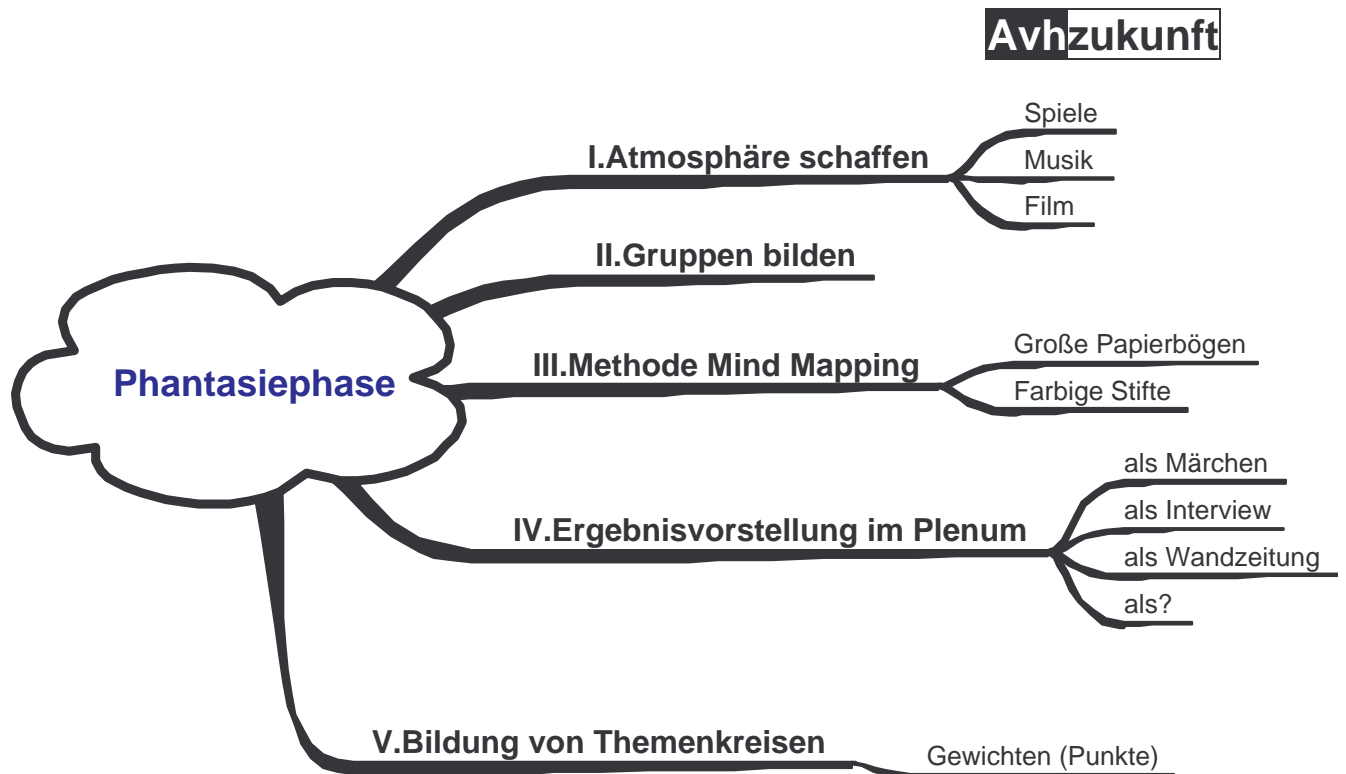 Avhzukunft
Spiele
I.Atmosphäre schaffen
Musik
Film
II.Gruppen bilden
Phantasiephase
III.Methode Mind Mapping
Große Papierbögen
Farbige Stifte
IV.Ergebnisvorstellung im Plenum
als Märchen
als Interview
als Wandzeitung
als?
V.Bildung von Themenkreisen
Gewichten (Punkte)